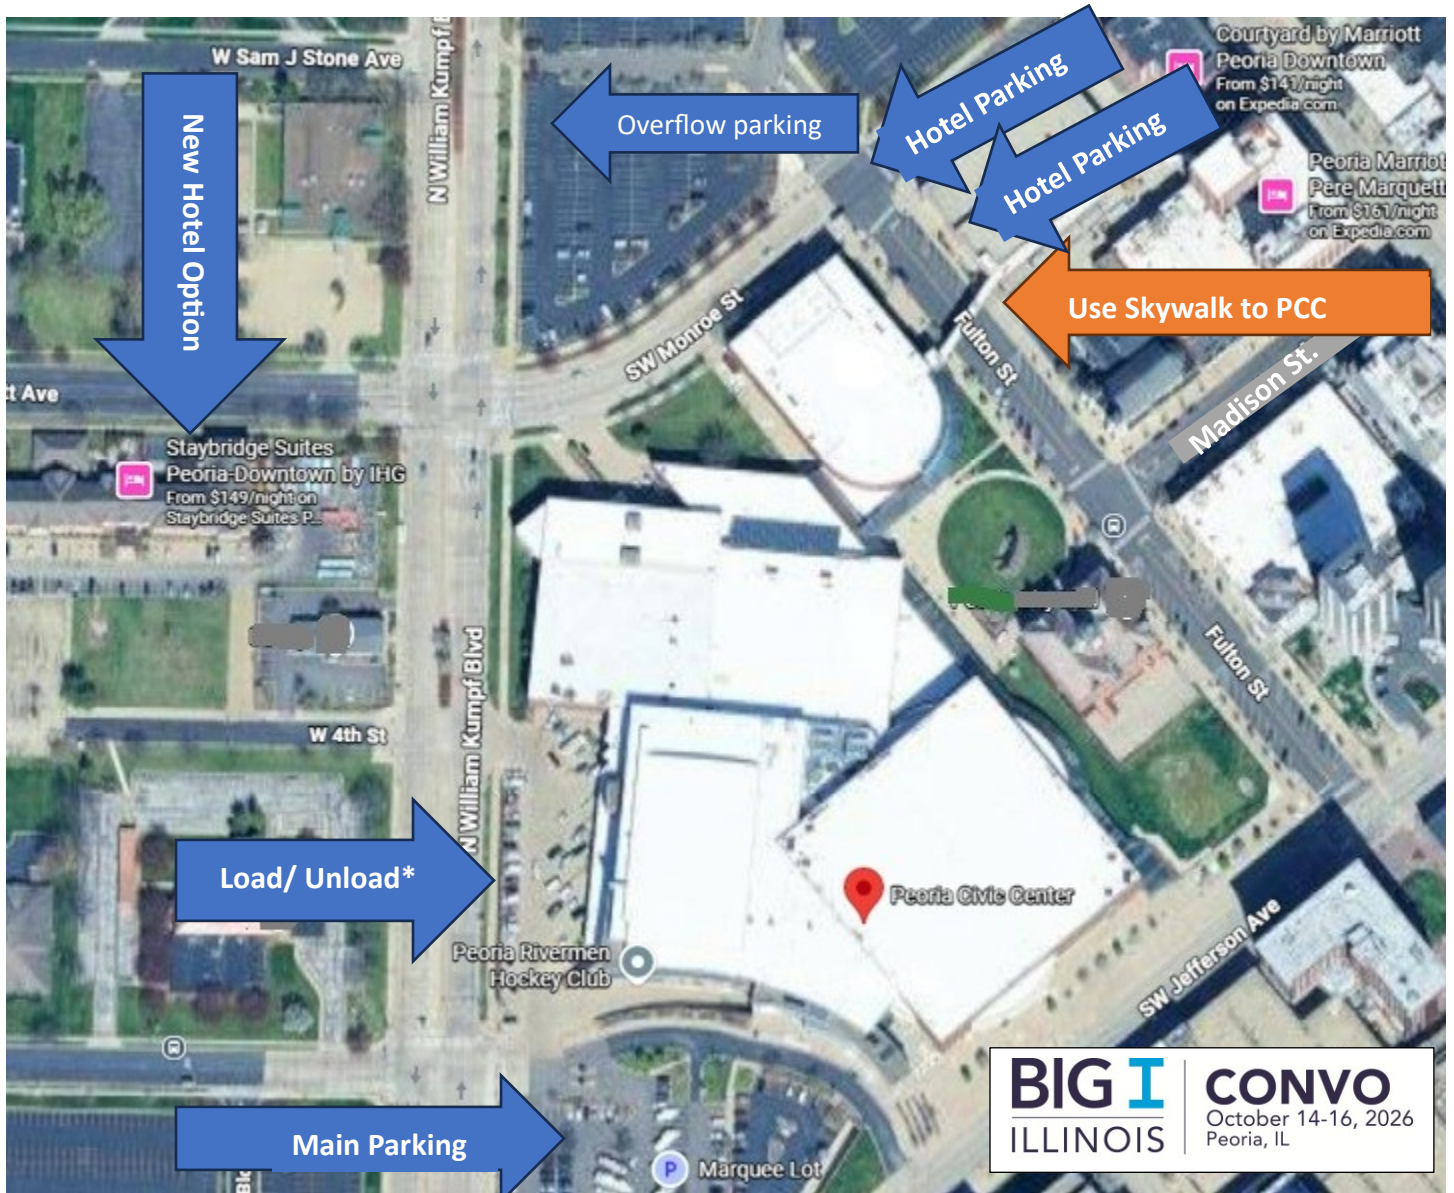 W Sam J Stone Ave
N William Kumpf B
Courtyard by Marriott
Peoria Downtown
From $141/night
on Expedia.com
Hotel Parking
Overflow parking
Hotel Parking
New Hotel Option
Peoria Marriot
Pere Marquett
From $161/night
on Expedia.com
Use Skywalk to PCC
SW Monroe St
Fulton St
Madison St.
t Ave
Staybridge Suites
Peoria-Downtown by IHG
From $149/night on
Staybridge Suites P...
Fulton St
N William Kumpf Blvd
W 4th St
Load/ Unload*
Peoria Civic Center
Peoria Rivermen
Hockey Club
SW Jefferson Ave
Main Parking
P
Marquee Lot
BIG I
ILLINOIS
CONVO
October 14-16, 2026
Peoria, IL